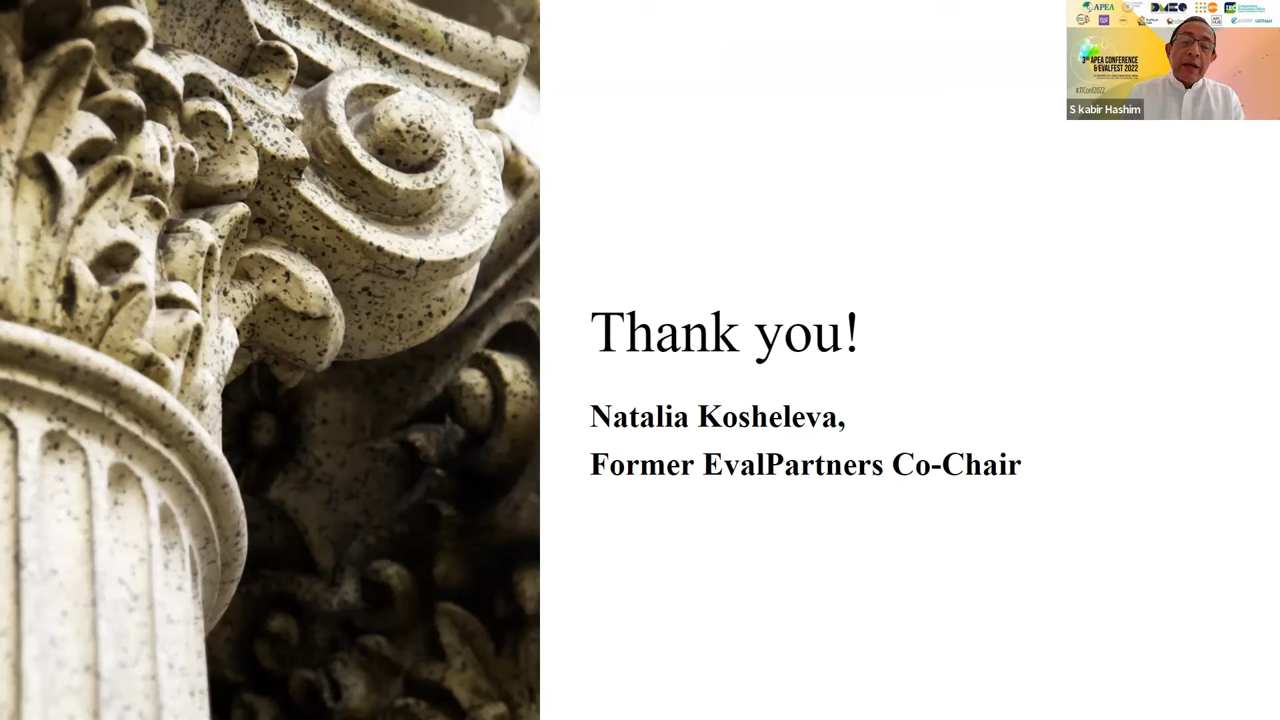 APEA
3RD APEA CONFERENCE
& EVALFEST 2022
S kabir Hashim
Thank you!
Natalia Kosheleva,
Former EvalPartners Co-Chair